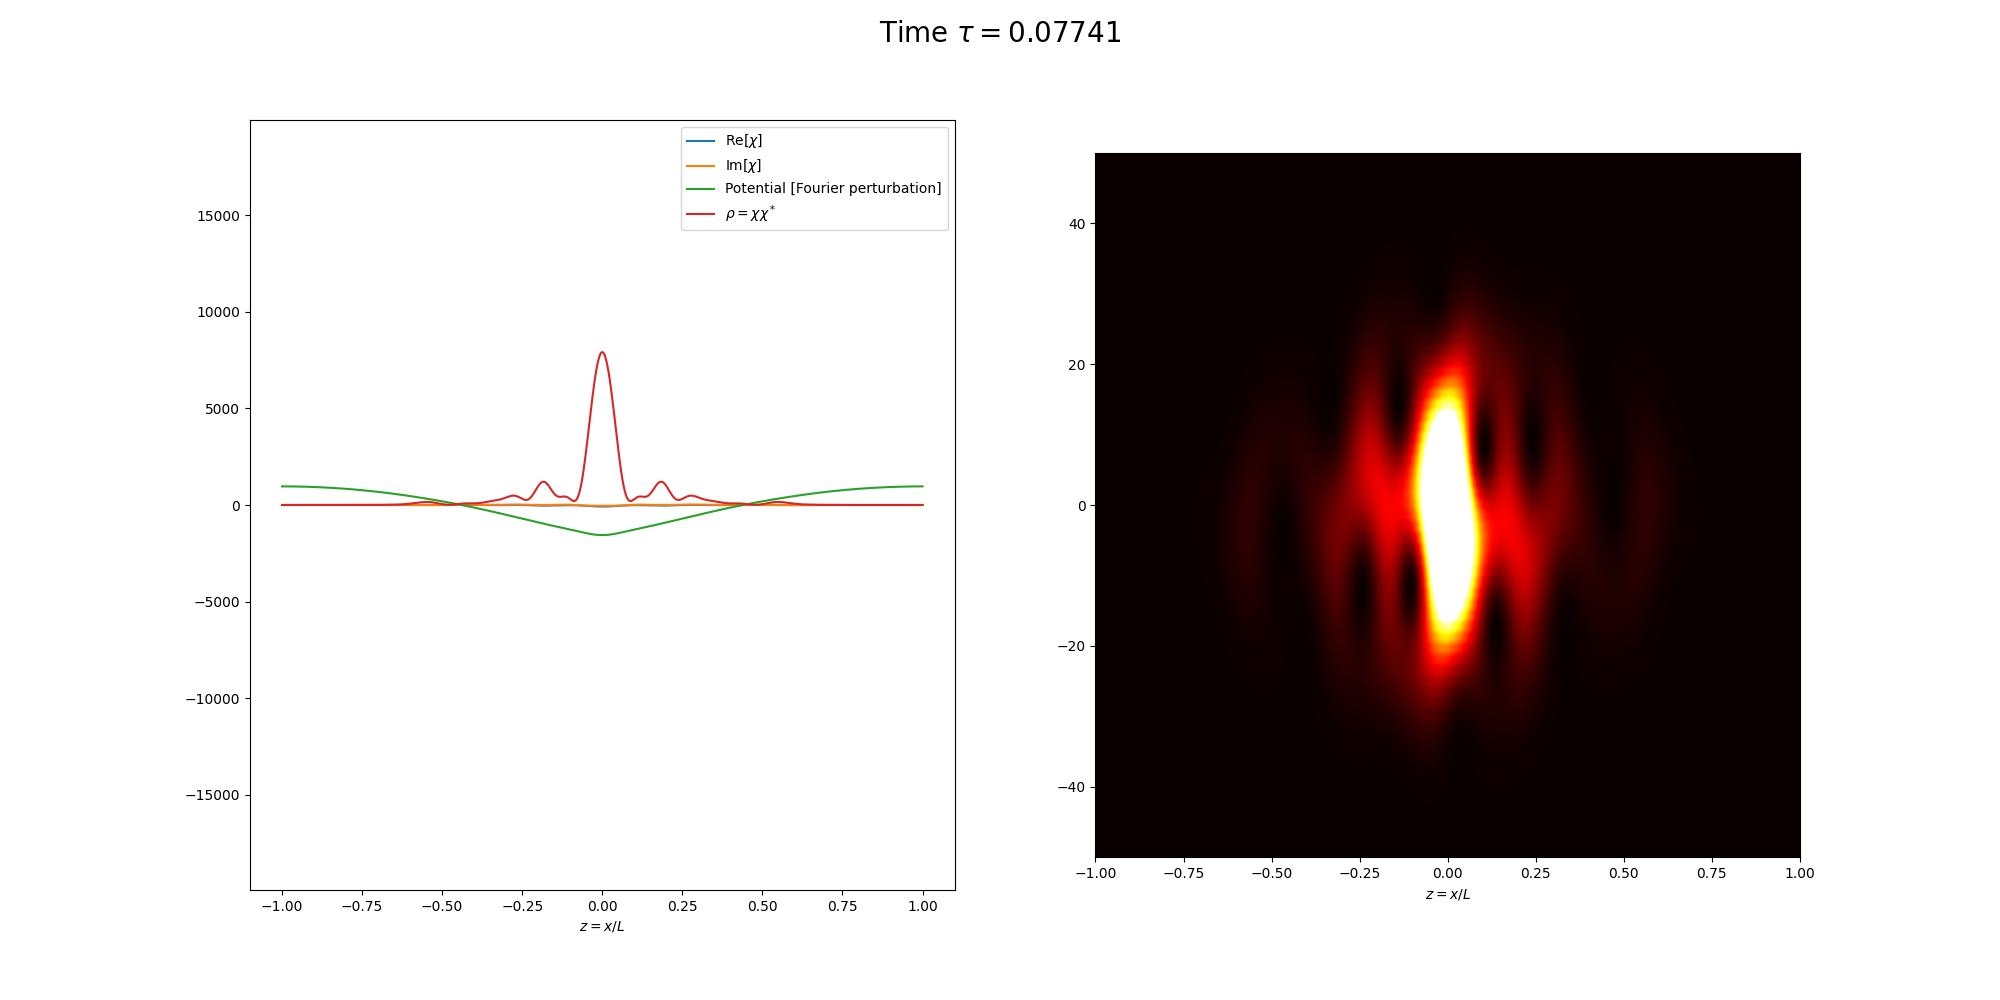 Time τ = 0.07741
Re[χ]
Im[χ]
Potential [Fourier perturbation]
ρ = χχ*
15000
10000
5000
0
−5000
−10000
−15000
−1.00 −0.75 −0.50 −0.25 0.00 0.25 0.50 0.75 1.00
z = x/L
40
20
0
−20
−40
−1.00 −0.75 −0.50 −0.25 0.00 0.25 0.50 0.75 1.00
z = x/L